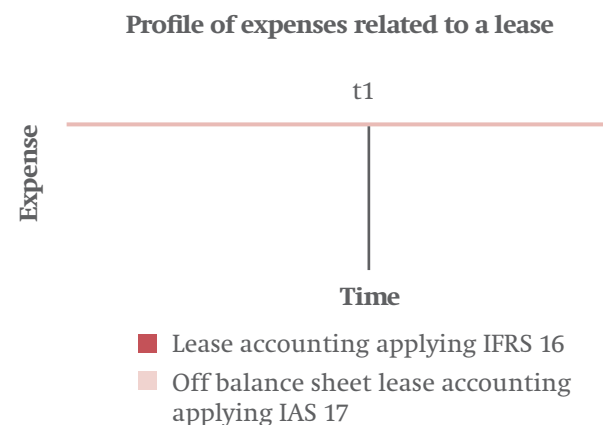 Profile of expenses related to a lease
t1
Expense
Time
Lease accounting applying IFRS 16
Off balance sheet lease accounting
applying IAS 17